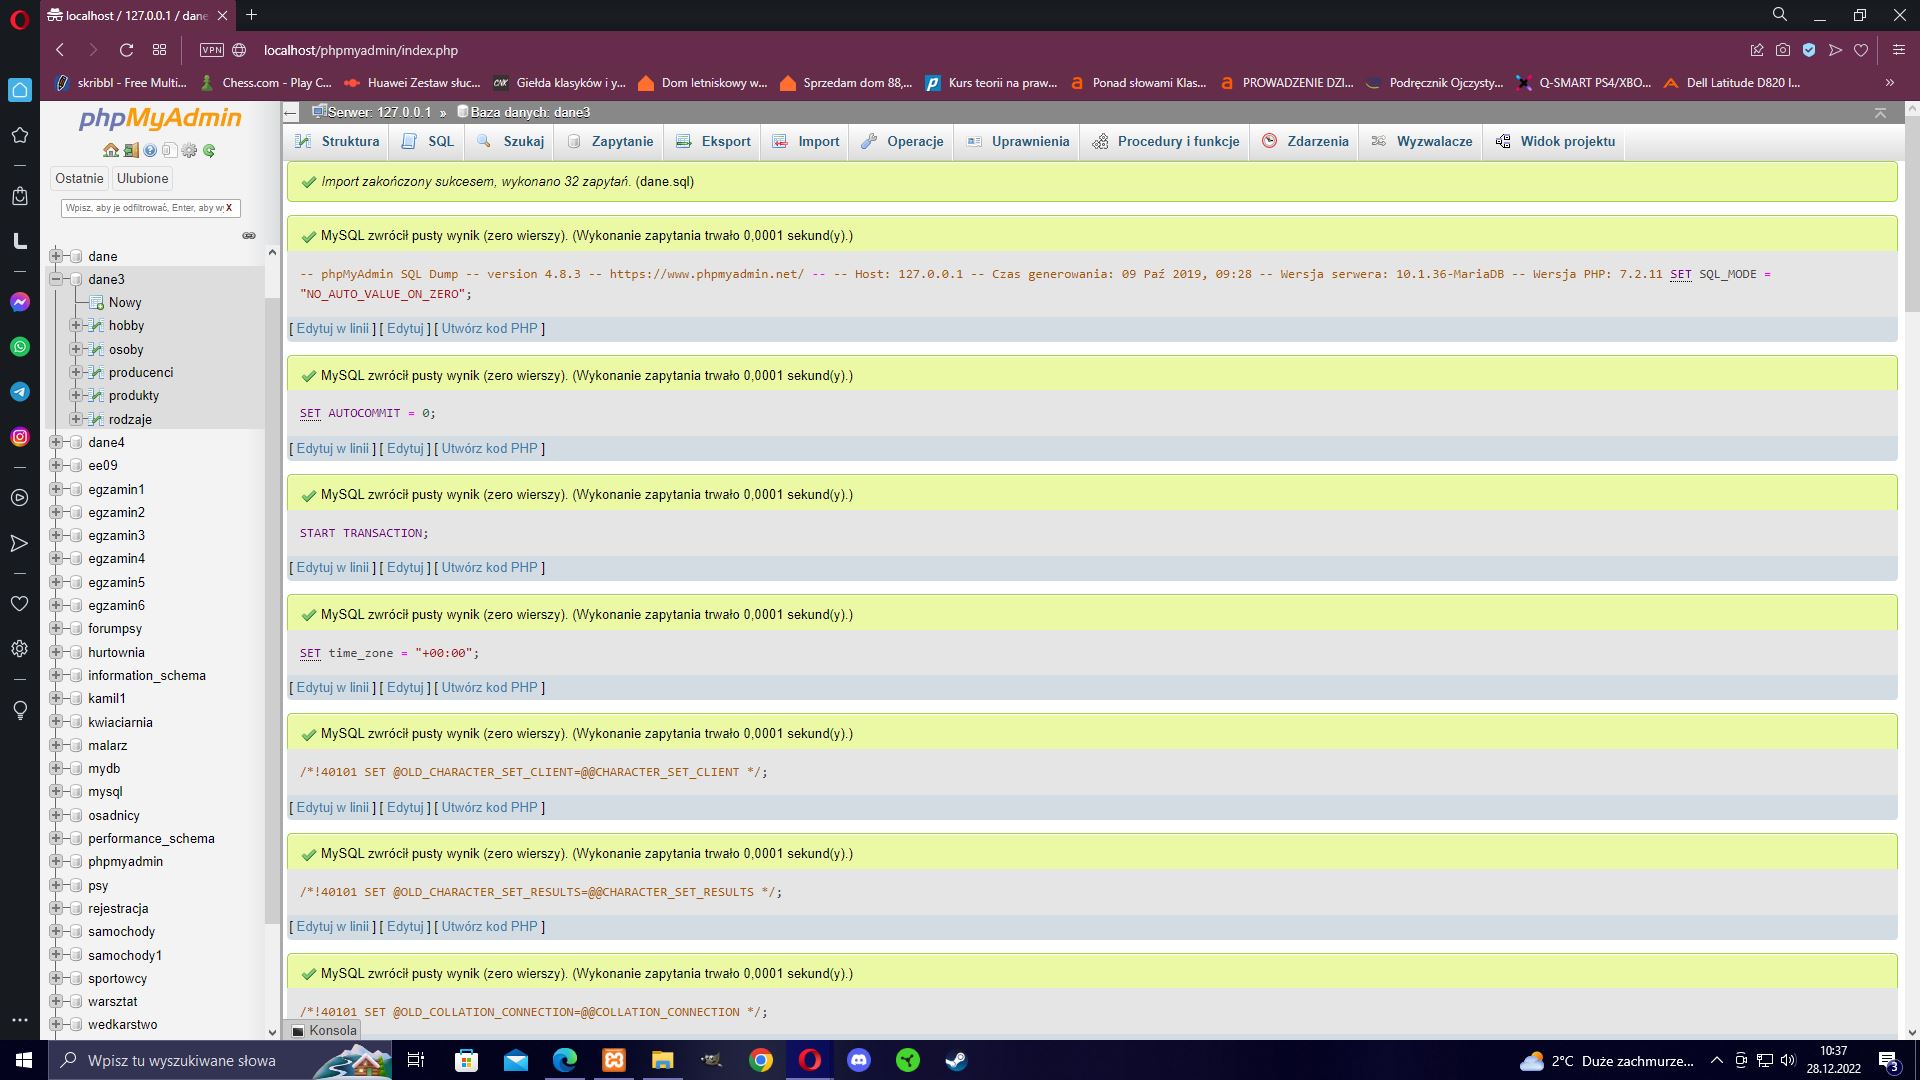 localhost / 127.0.0.1 / dane
VPN
localhost/phpmyadmin/index.php
skribbl - Free Multi...
Chess.com - Play C...
Huawei Zestaw słuc...
Giełda klasyków i y...
Dom letniskowy w...
Sprzedam dom 88,...
Kurs teorii na praw...
Ponad słowami Klas...
PROWADZENIE DZI...
Podręcznik Ojczysty...
Q-SMART PS4/XBO...
Dell Latitude D820 I...
»
phpMyAdmin
Ostatnie
Ulubione
Wpisz, aby je odfiltrować, Enter, aby wy
X
dane
dane3
Nowy
hobby
osoby
producenci
produkty
rodzaje
dane4
ee09
egzamin1
egzamin2
egzamin3
egzamin4
egzamin5
egzamin6
forumpsy
hurtownia
information_schema
kamil1
kwiaciarnia
malarz
mydb
mysql
osadnicy
performance_schema
phpmyadmin
psy
rejestracja
samochody
samochody1
sportowcy
warsztat
wedkarstwo
Serwer: 127.0.0.1 » Baza danych: dane3
Struktura
SQL
Szukaj
Zapytanie
Eksport
Import
Operacje
Uprawnienia
Procedury i funkcje
Zdarzenia
Wyzwalacze
Widok projektu
Import zakończony sukcesem, wykonano 32 zapytań. (dane.sql)
MySQL zwrócił pusty wynik (zero wierszy). (Wykonanie zapytania trwało 0,0001 sekund(y).)
-- phpMyAdmin SQL Dump -- version 4.8.3 -- https://www.phpmyadmin.net/ -- -- Host: 127.0.0.1 -- Czas generowania: 09 Paź 2019, 09:28 -- Wersja serwera: 10.1.36-MariaDB -- Wersja PHP: 7.2.11 SET SQL_MODE =
"NO_AUTO_VALUE_ON_ZERO";
[ Edytuj w linii ] [ Edytuj ] [ Utwórz kod PHP ]
MySQL zwrócił pusty wynik (zero wierszy). (Wykonanie zapytania trwało 0,0001 sekund(y).)
SET AUTOCOMMIT = 0;
[ Edytuj w linii ] [ Edytuj ] [ Utwórz kod PHP ]
MySQL zwrócił pusty wynik (zero wierszy). (Wykonanie zapytania trwało 0,0001 sekund(y).)
START TRANSACTION;
[ Edytuj w linii ] [ Edytuj ] [ Utwórz kod PHP ]
MySQL zwrócił pusty wynik (zero wierszy). (Wykonanie zapytania trwało 0,0001 sekund(y).)
SET time_zone = "+00:00";
[ Edytuj w linii ] [ Edytuj ] [ Utwórz kod PHP ]
MySQL zwrócił pusty wynik (zero wierszy). (Wykonanie zapytania trwało 0,0001 sekund(y).)
/*!40101 SET @OLD_CHARACTER_SET_CLIENT=@@CHARACTER_SET_CLIENT */;
[ Edytuj w linii ] [ Edytuj ] [ Utwórz kod PHP ]
MySQL zwrócił pusty wynik (zero wierszy). (Wykonanie zapytania trwało 0,0001 sekund(y).)
/*!40101 SET @OLD_CHARACTER_SET_RESULTS=@@CHARACTER_SET_RESULTS */;
[ Edytuj w linii ] [ Edytuj ] [ Utwórz kod PHP ]
MySQL zwrócił pusty wynik (zero wierszy). (Wykonanie zapytania trwało 0,0001 sekund(y).)
/*!40101 SET @OLD_COLLATION_CONNECTION=@@COLLATION_CONNECTION */;
Konsola
Wpisz tu wyszukiwane słowa
2°C Duże zachmurze...
10:37
28.12.2022
3